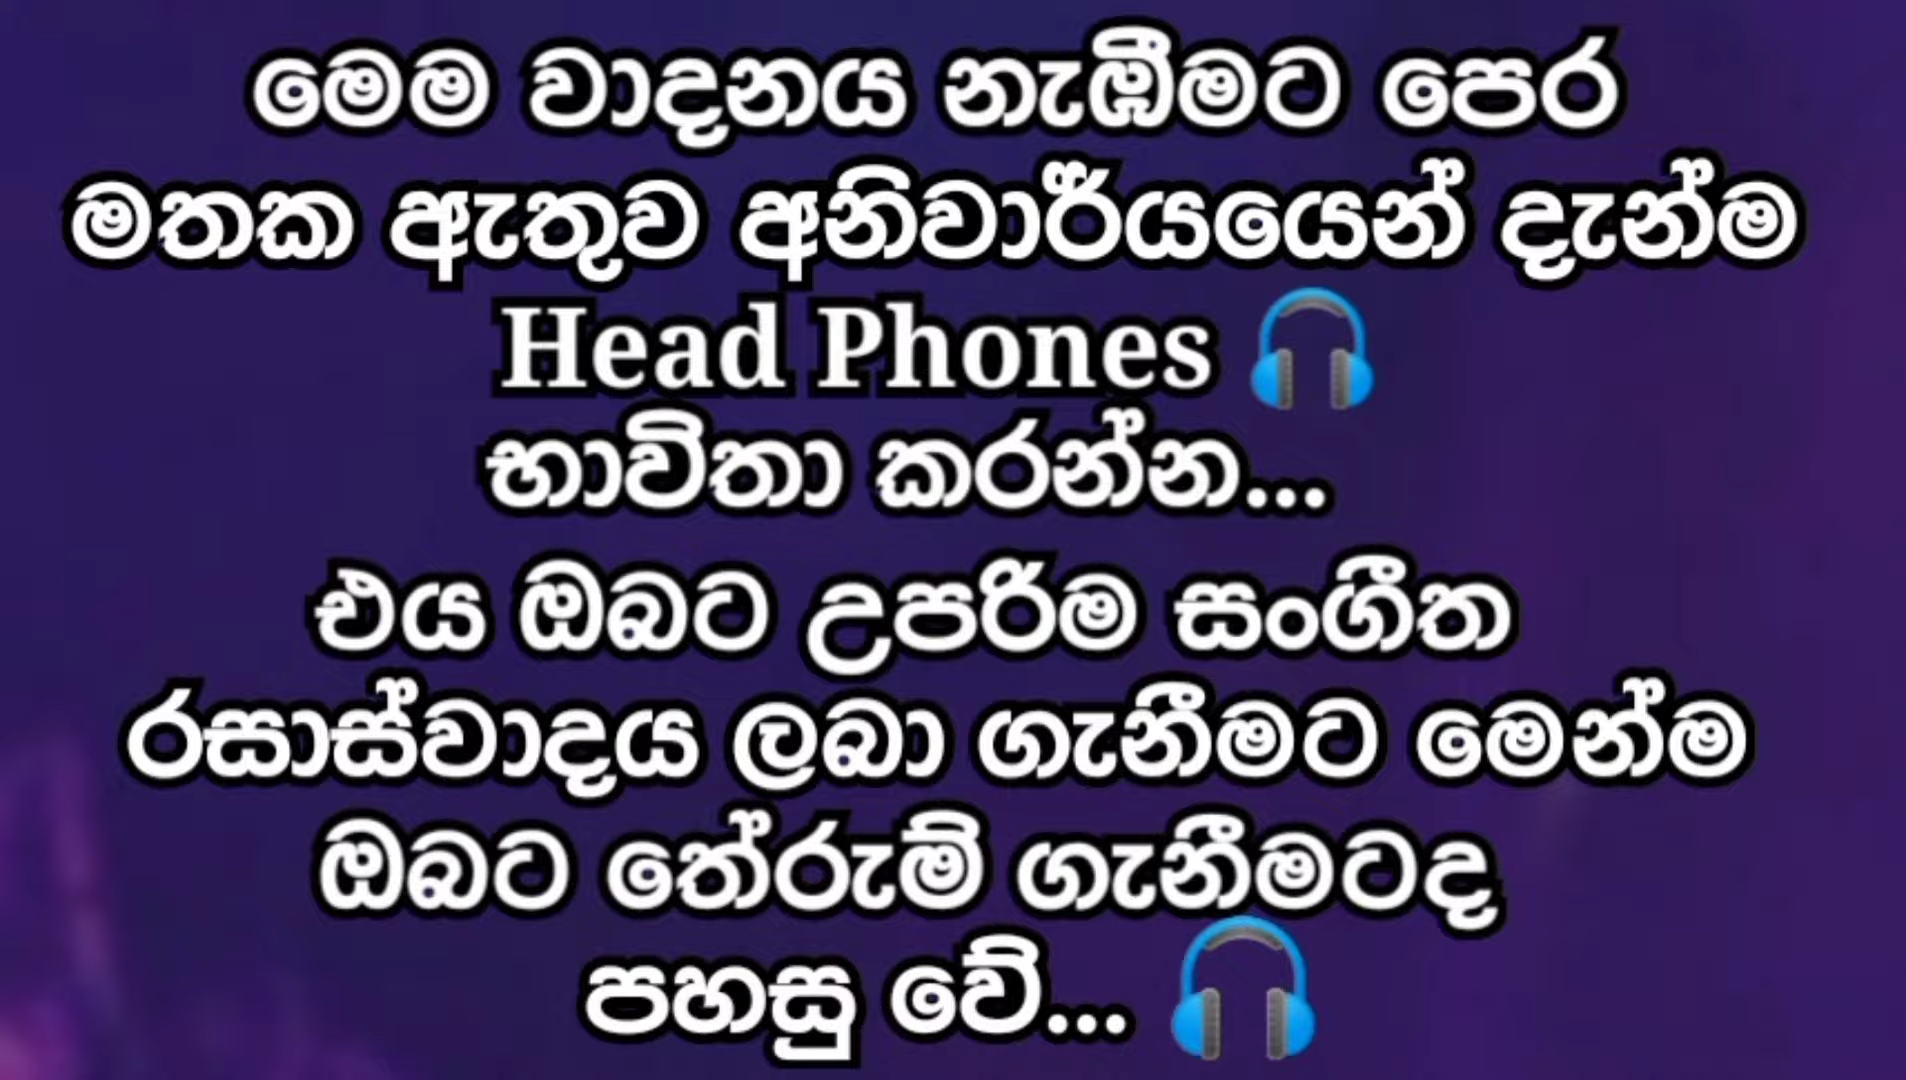 මෙම වාදනය නැඹීමට පෙර
මතක ඇතුව අනිවාර්යයෙන් දැන්ම
Head Phones 🎧
භාවිතා කරන්න...
එය ඔබට උපරිම සංගීත
රසාස්වාදය ලබා ගැනීමට මෙන්ම
ඔබට තේරුම් ගැනීමටද
පහසු වේ... 🎧